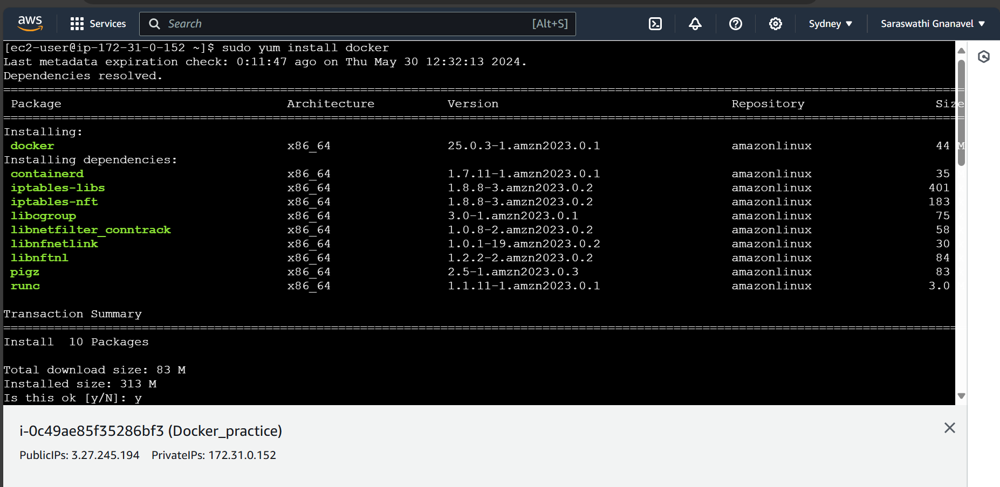 aws Services Search [Alt+S] Sydney Saraswathi Gnanavel
[ec2-user@ip-172-31-0-152 ~]$ sudo yum install docker
Last metadata expiration check: 0:11:47 ago on Thu May 30 12:32:13 2024.
Dependencies resolved.
================================================================================
Package Architecture Version Repository Size
================================================================================
Installing:
docker x86_64 25.0.3-1.amzn2023.0.1 amazonlinux 44 M
Installing dependencies:
containerd x86_64 1.7.11-1.amzn2023.0.1 amazonlinux 35
iptables-libs x86_64 1.8.8-3.amzn2023.0.2 amazonlinux 401
iptables-nft x86_64 1.8.8-3.amzn2023.0.2 amazonlinux 183
libcgroup x86_64 3.0-1.amzn2023.0.1 amazonlinux 75
libnetfilter_conntrack x86_64 1.0.8-2.amzn2023.0.2 amazonlinux 58
libnfnetlink x86_64 1.0.1-19.amzn2023.0.2 amazonlinux 30
libnftnl x86_64 1.2.2-2.amzn2023.0.2 amazonlinux 84
pigz x86_64 2.5-1.amzn2023.0.3 amazonlinux 83
runc x86_64 1.1.11-1.amzn2023.0.1 amazonlinux 3.0
Transaction Summary
================================================================================
Install 10 Packages
Total download size: 83 M
Installed size: 313 M
Is this ok [y/N]: y
i-0c49ae85f35286bf3 (Docker_practice)
PublicIPs: 3.27.245.194 PrivateIPs: 172.31.0.152